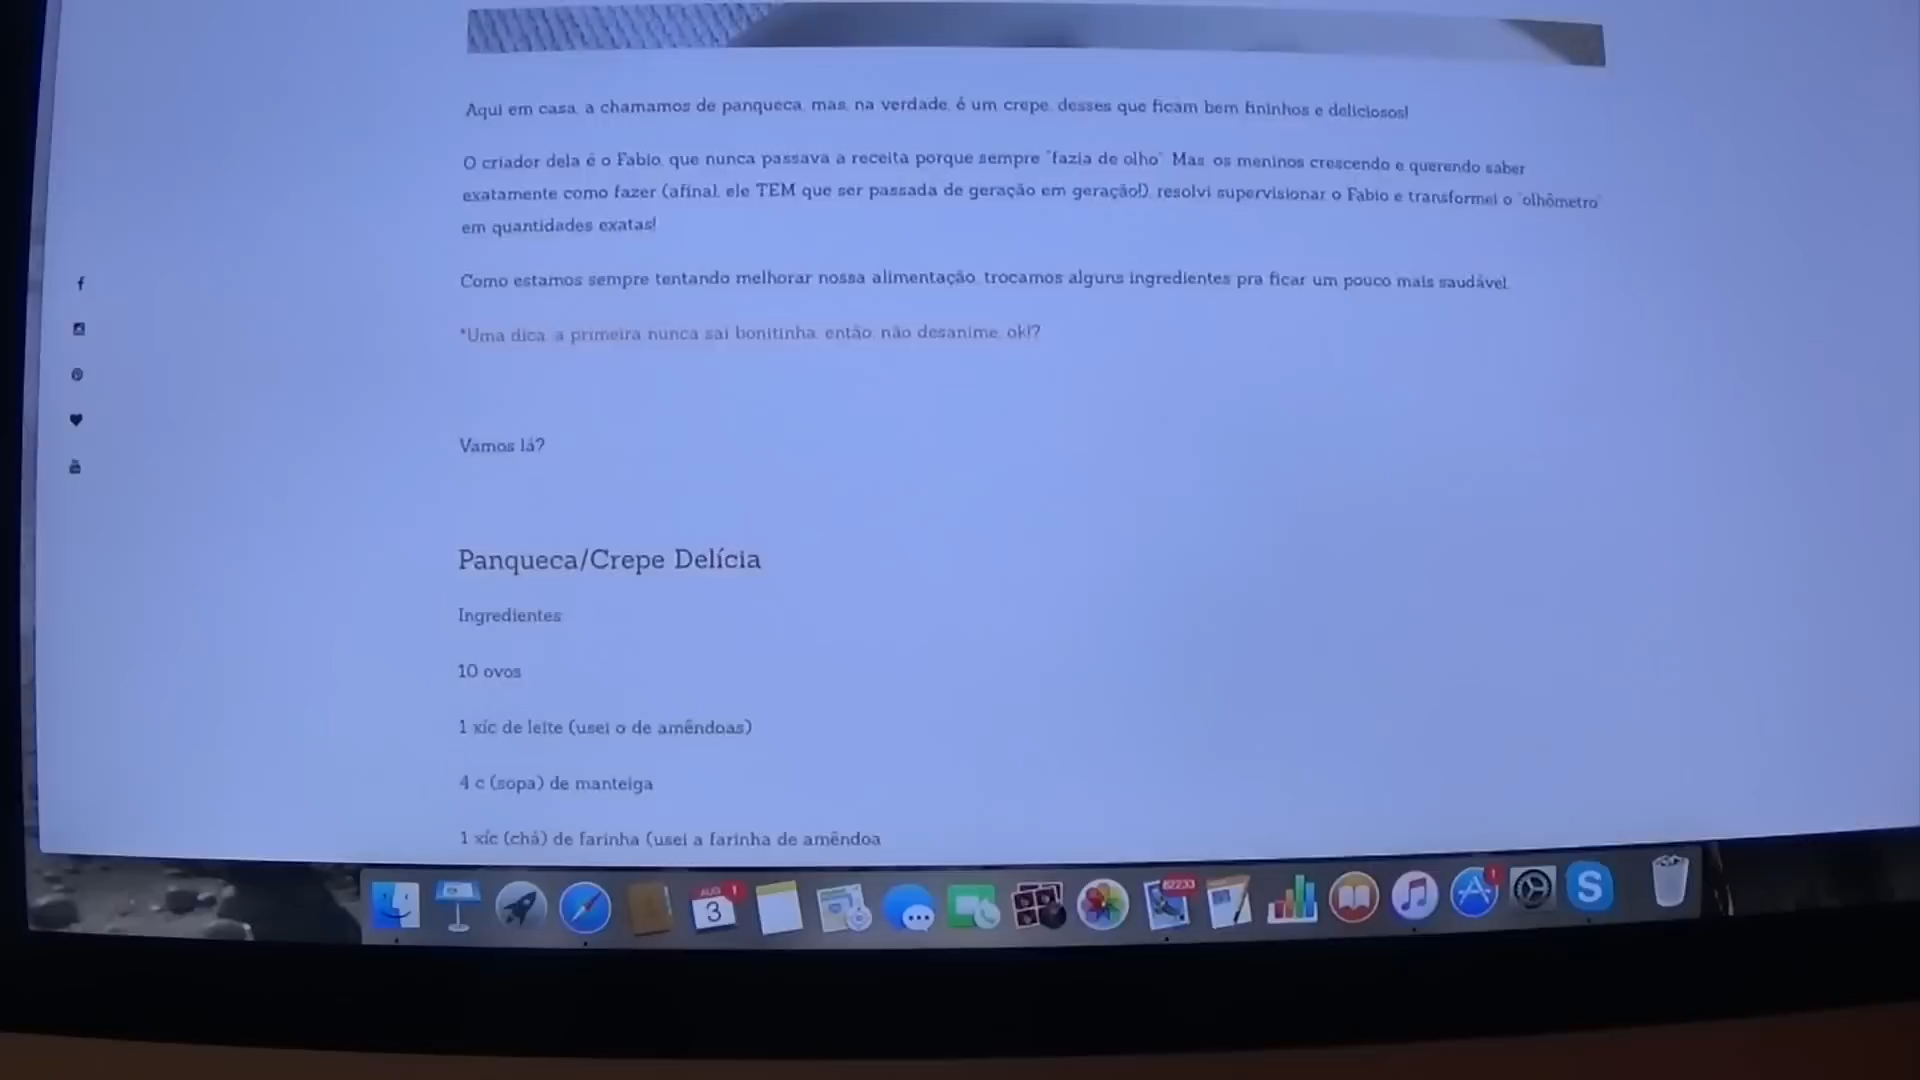 Aqui em casa, a chamamos de panqueca, mas, na verdade, é um crepe, desses que ficam bem fininhos e deliciosos!
O criador dela é o Fabio, que nunca passava a receita porque sempre "fazia de olho". Mas, os meninos crescendo e querendo saber
exatamente como fazer (afinal, ele TEM que ser passada de geração em geração!), resolvi supervisionar o Fabio e transformei o "olhômetro"
em quantidades exatas!
Como estamos sempre tentando melhorar nossa alimentação, trocamos alguns ingredientes pra ficar um pouco mais saudável.
*Uma dica: a primeira nunca sai bonitinha, então, não desanime, ok!?
Vamos lá?
Panqueca/Crepe Delícia
Ingredientes:
10 ovos
1 xíc de leite (usei o de amêndoas)
4 c (sopa) de manteiga
1 xíc (chá) de farinha (usei a farinha de amêndoa
AUG 1
3
62233